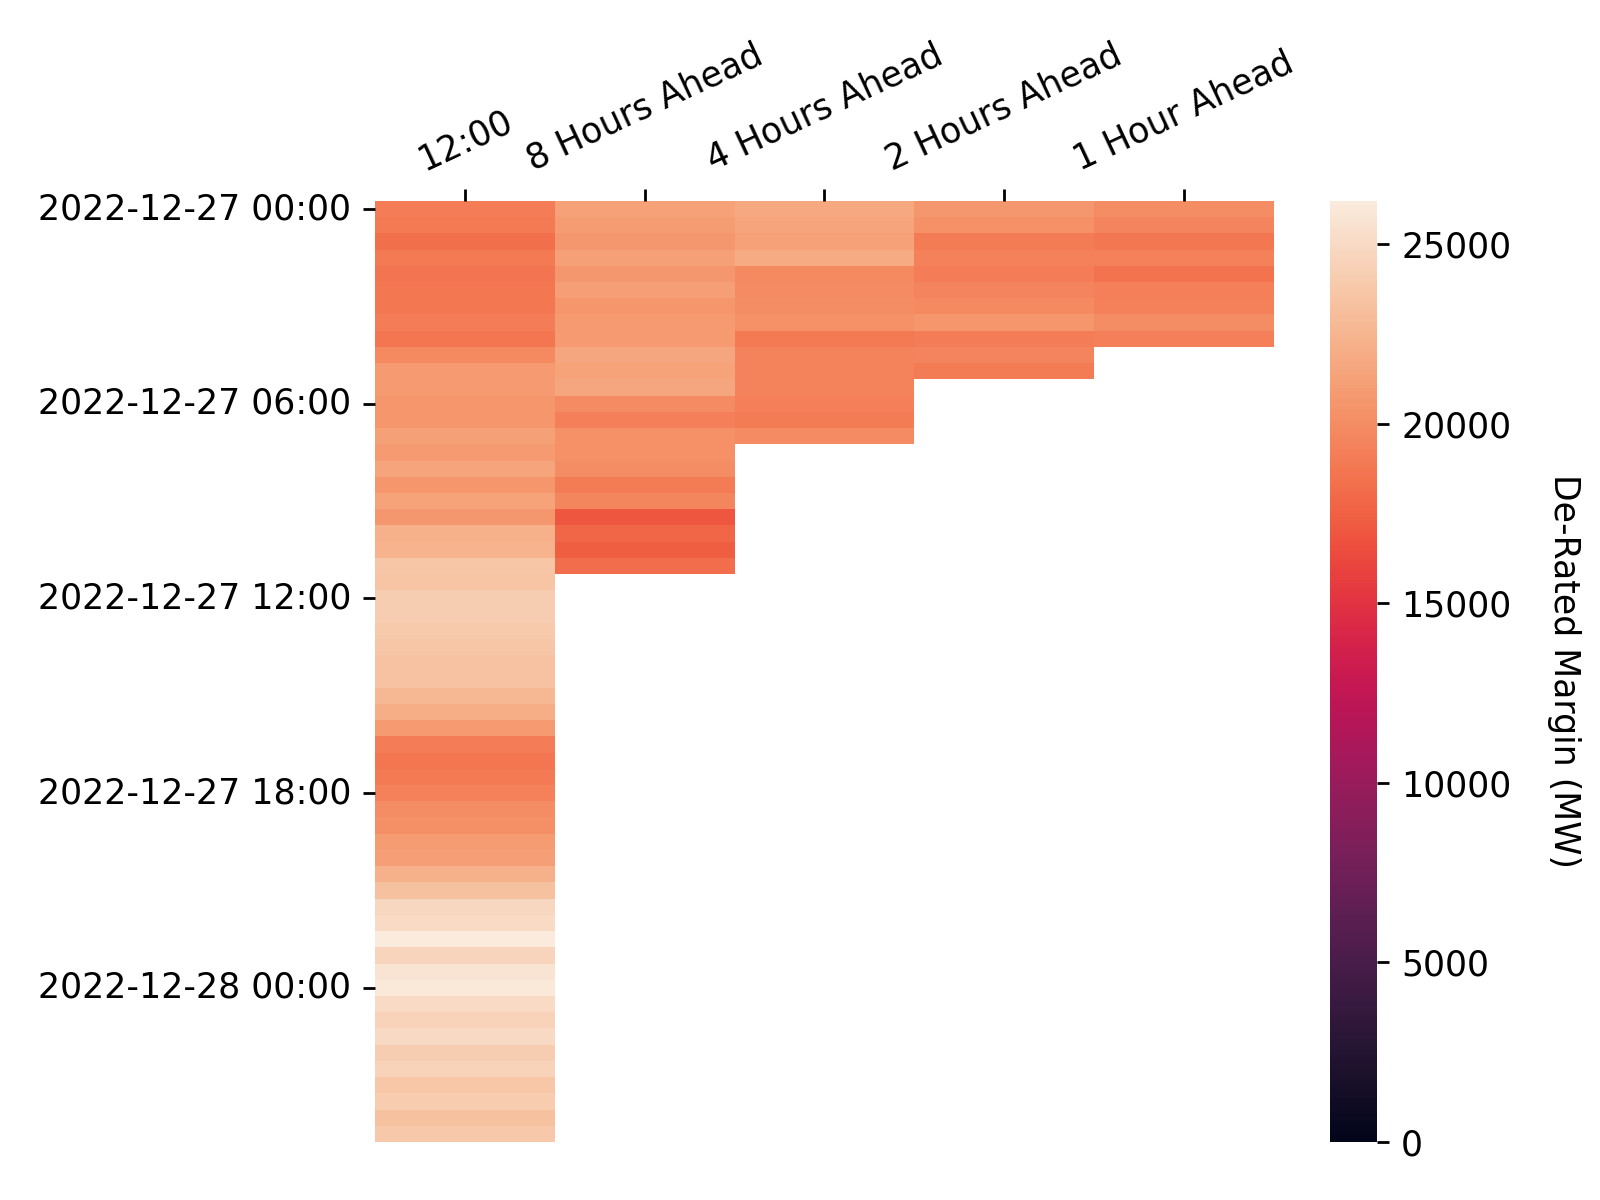 12:00
8 Hours Ahead
4 Hours Ahead
2 Hours Ahead
1 Hour Ahead
2022-12-27 00:00
2022-12-27 06:00
2022-12-27 12:00
2022-12-27 18:00
2022-12-28 00:00
25000
20000
15000
10000
5000
0
De-Rated Margin (MW)